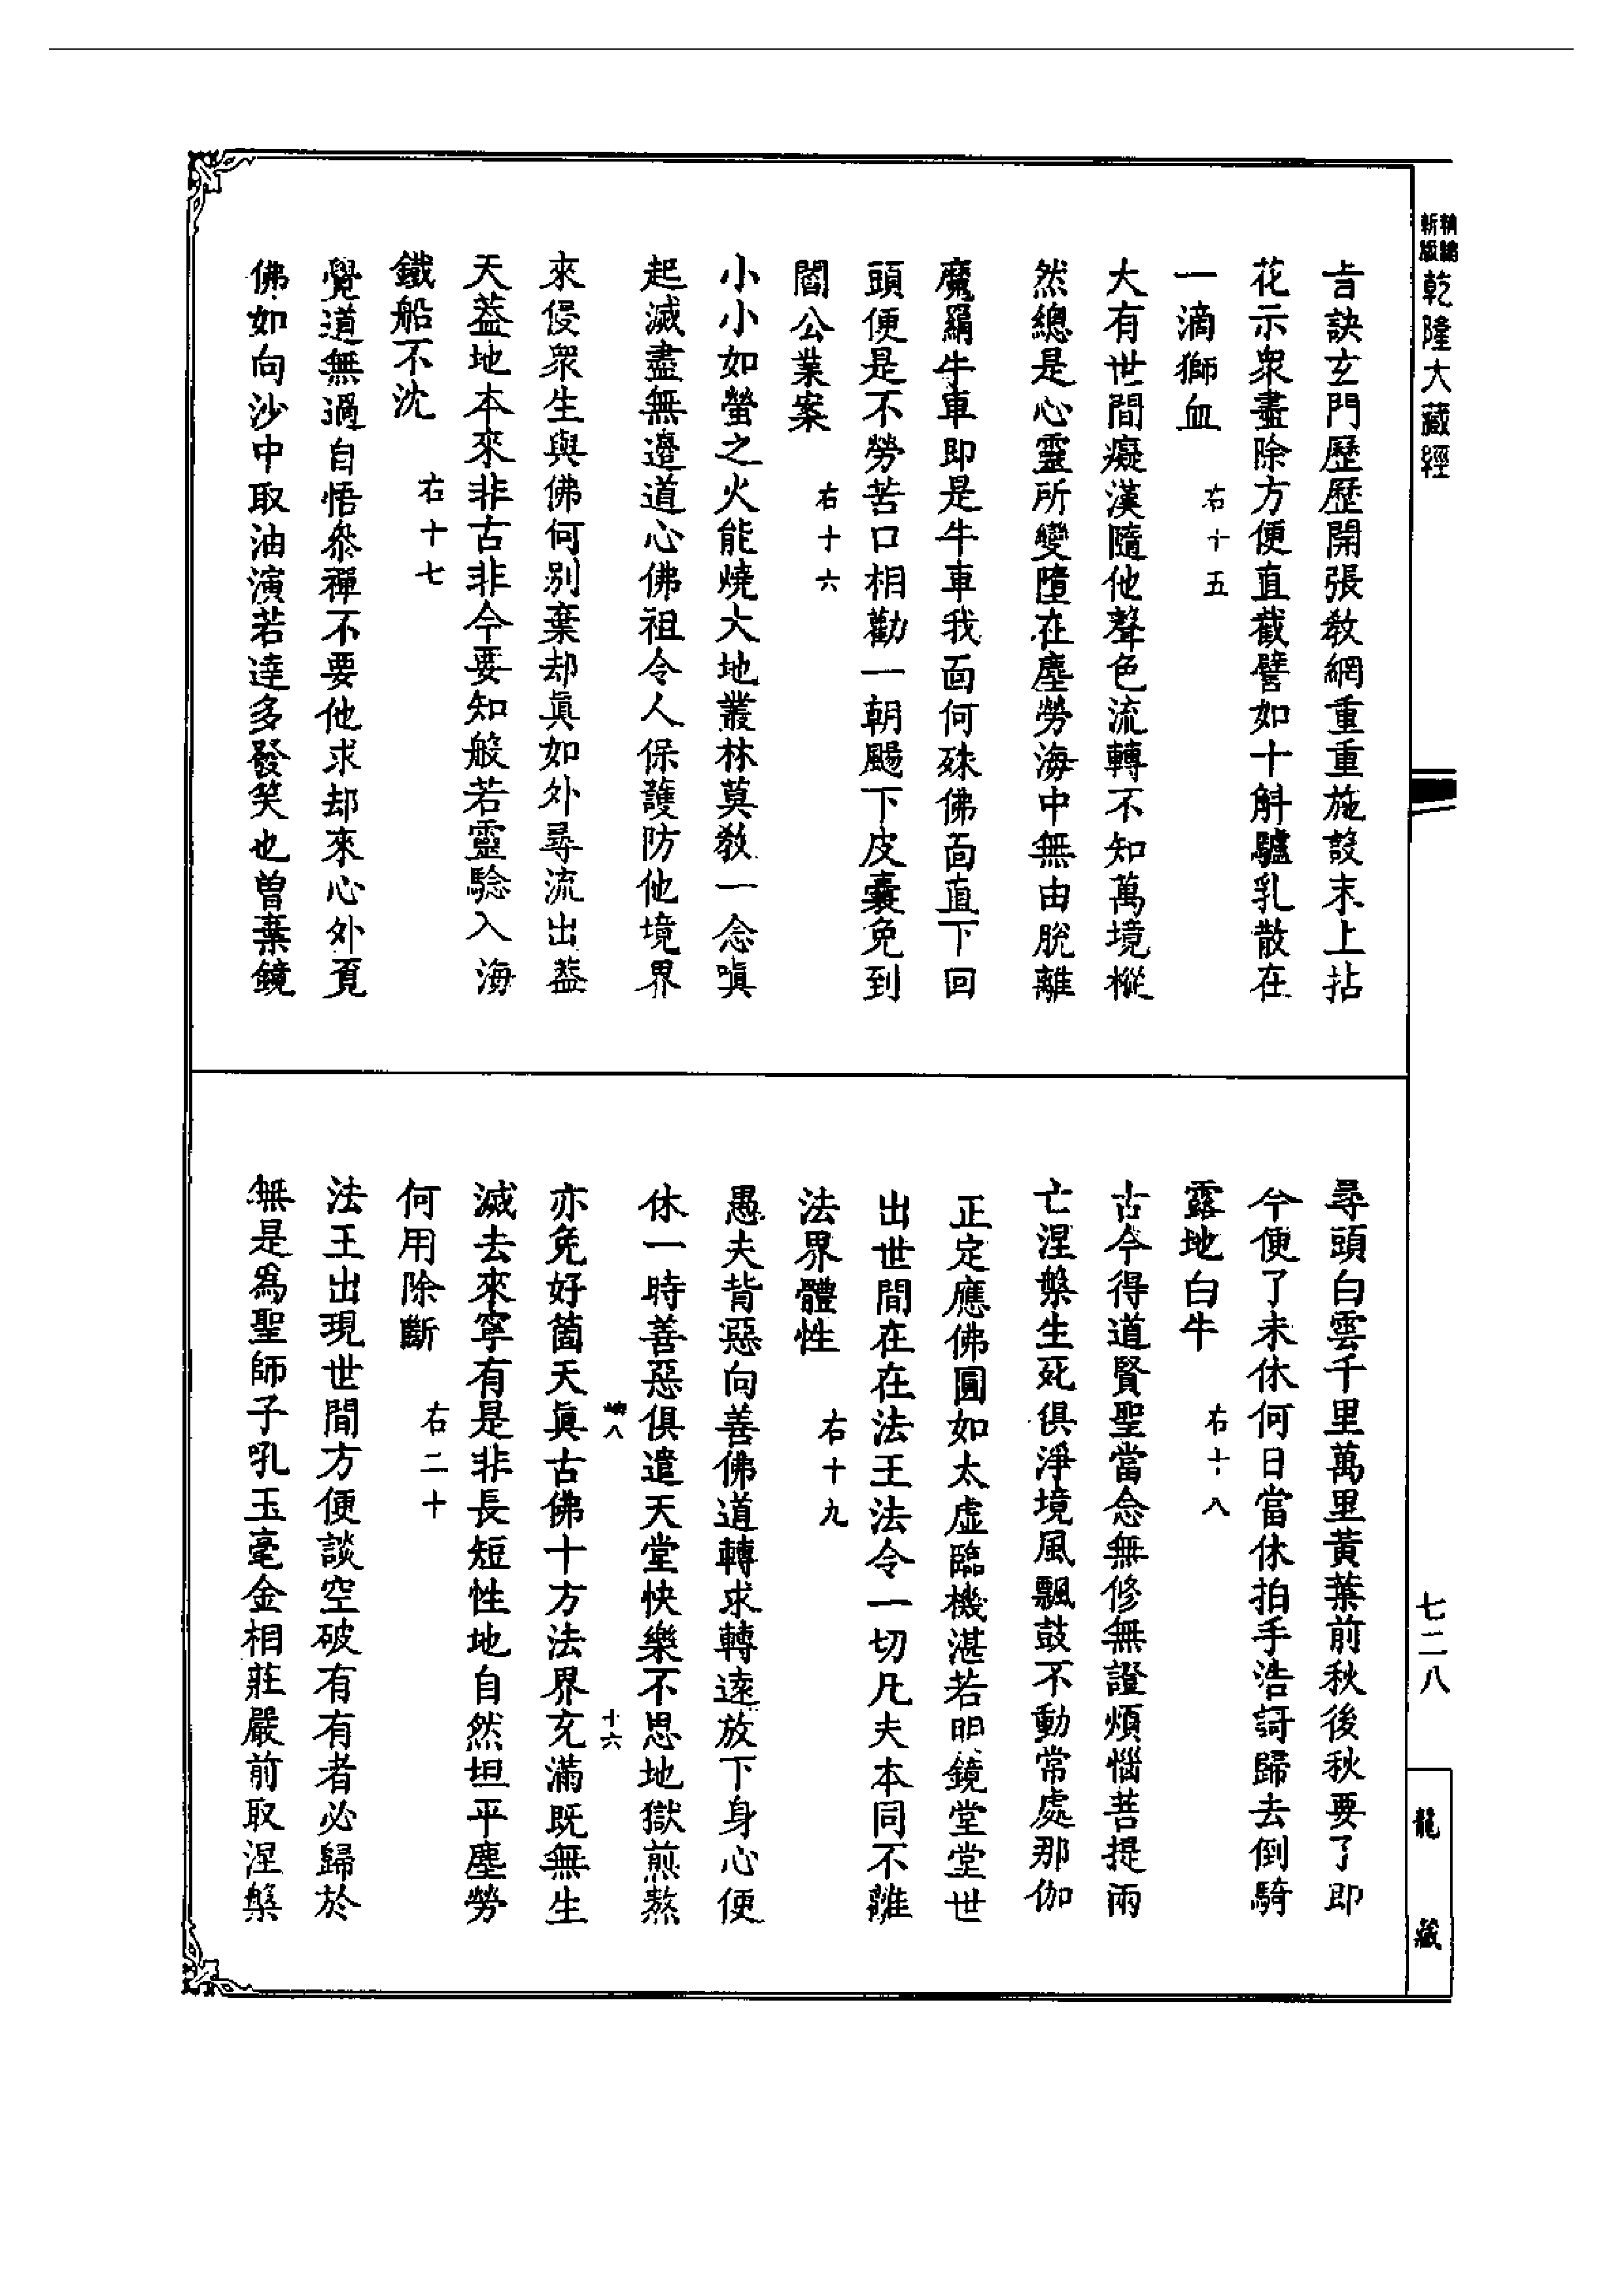 精縮
新版
乾隆大藏經
七二八
龍藏
旨訣玄門歷歷開張敎網重重施設末上拈
花示衆盡除方便直截譬如十斛驢乳散在
一滴獅血
右十五
大有世間癡漢隨他聲色流轉不知萬境樅
然總是心靈所變墮在塵勞海中無由脫離
魔羂牛車即是牛車我面何殊佛面直下回
頭便是不勞苦口相勸一朝颺下皮囊免到
閻公業案
右十六
小小如螢之火能燒大地叢林莫敎一念嗔
起滅盡無邊道心佛祖令人保護防他境界
來侵衆生與佛何别棄却眞如外尋流出葢
天葢地本來非古非今要知般若靈驗入海
鐵船不沈
右十七
覺道無過自悟叅禪不要他求却來心外覓
佛如向沙中取油演若達多發笑也曽棄鏡
尋頭白雲千里萬里黃葉前秋後秋要了即
今便了未休何日當休拍手浩謌歸去倒騎
露地白牛
右十八
古今得道賢聖當念無修無證煩惱菩提兩
亡涅槃生死俱淨境風飄鼓不動常處那伽
正定應佛圓如太虛臨機湛若明鏡堂堂世
出世間在在法王法令一切凡夫本同不離
法界體性
右十九
愚夫背惡向善佛道轉求轉遠放下身心便
休一時善惡俱遣天堂快樂不思地獄煎熬
八
十六
亦免好箇天眞古佛十方法界充滿既無生
滅去來寜有是非長短性地自然坦平塵勞
何用除斷
右二十
法王出現世間方便談空破有有者必歸於
無是爲聖師子吼玉毫金相莊嚴前取涅槃